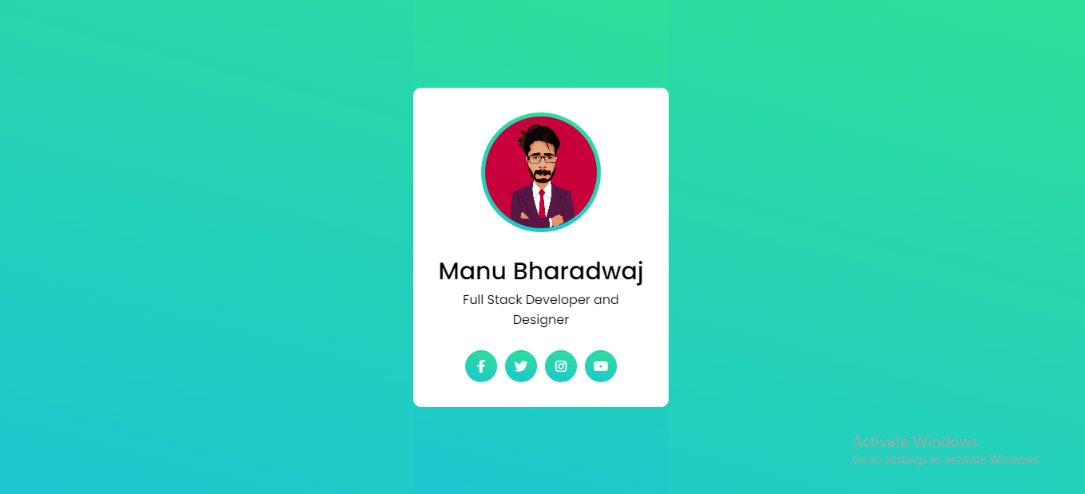 Manu Bharadwaj
Full Stack Developer and
Designer
Activate Windows
Go to Settings to activate Windows.